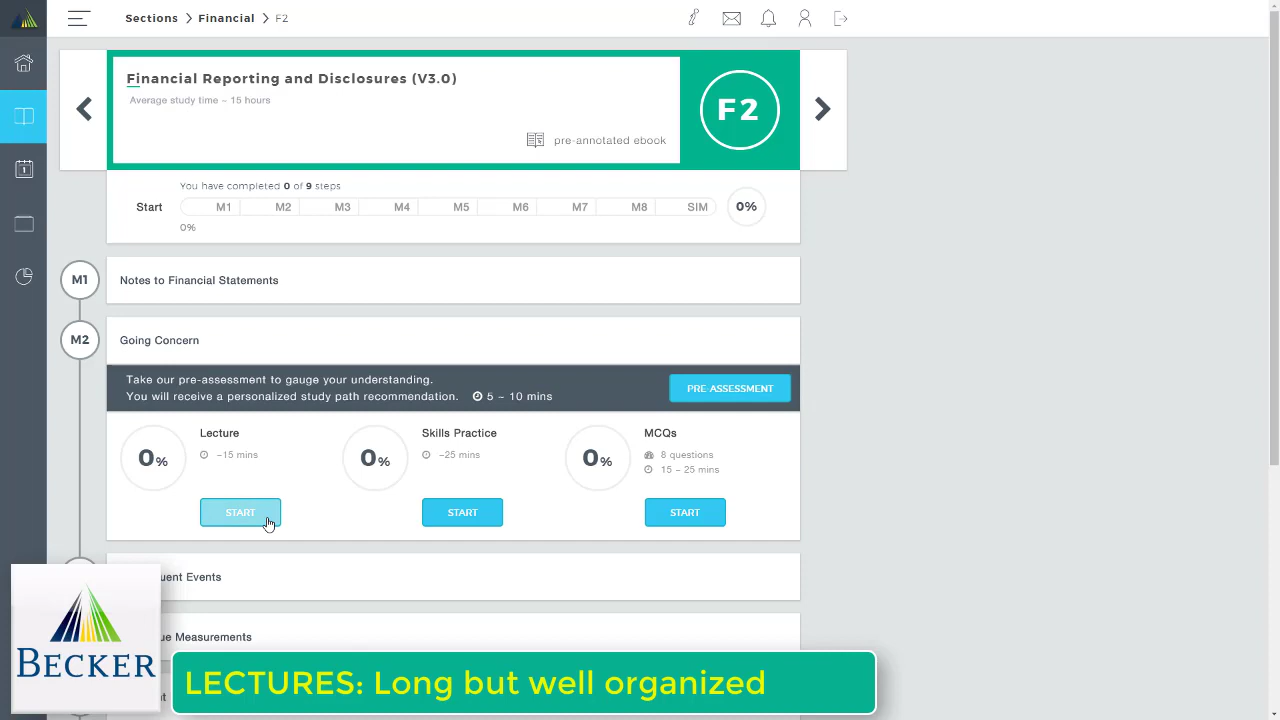 Sections > Financial > F2
Financial Reporting and Disclosures (V3.0)
Average study time ~ 15 hours
pre-annotated ebook
F2
You have completed 0 of 9 steps
Start M1 M2 M3 M4 M5 M6 M7 M8 SIM 0%
0%
M1 Notes to Financial Statements
M2 Going Concern
Take our pre-assessment to gauge your understanding.
You will receive a personalized study path recommendation. 5 ~ 10 mins
PRE-ASSESSMENT
0% Lecture
~15 mins
START
0% Skills Practice
~25 mins
START
0% MCQs
8 questions
15 ~ 25 mins
START
Events
Measurements
BECKER
LECTURES: Long but well organized
1